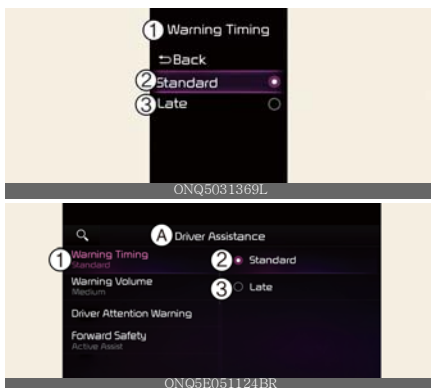 1 Warning Timing
Back
2 Standard
3 Late
ONQ5031369L
A Driver Assistance
1 Warning Timing
Standard
2 Standard
Warning Volume
Medium
3 Late
Driver Attention Warning
Forward Safety
Active Assist
ONQ5E051124BR